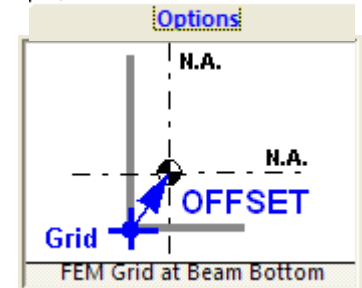 Options
N.A.
N.A.
OFFSET
Grid
FEM Grid at Beam Bottom